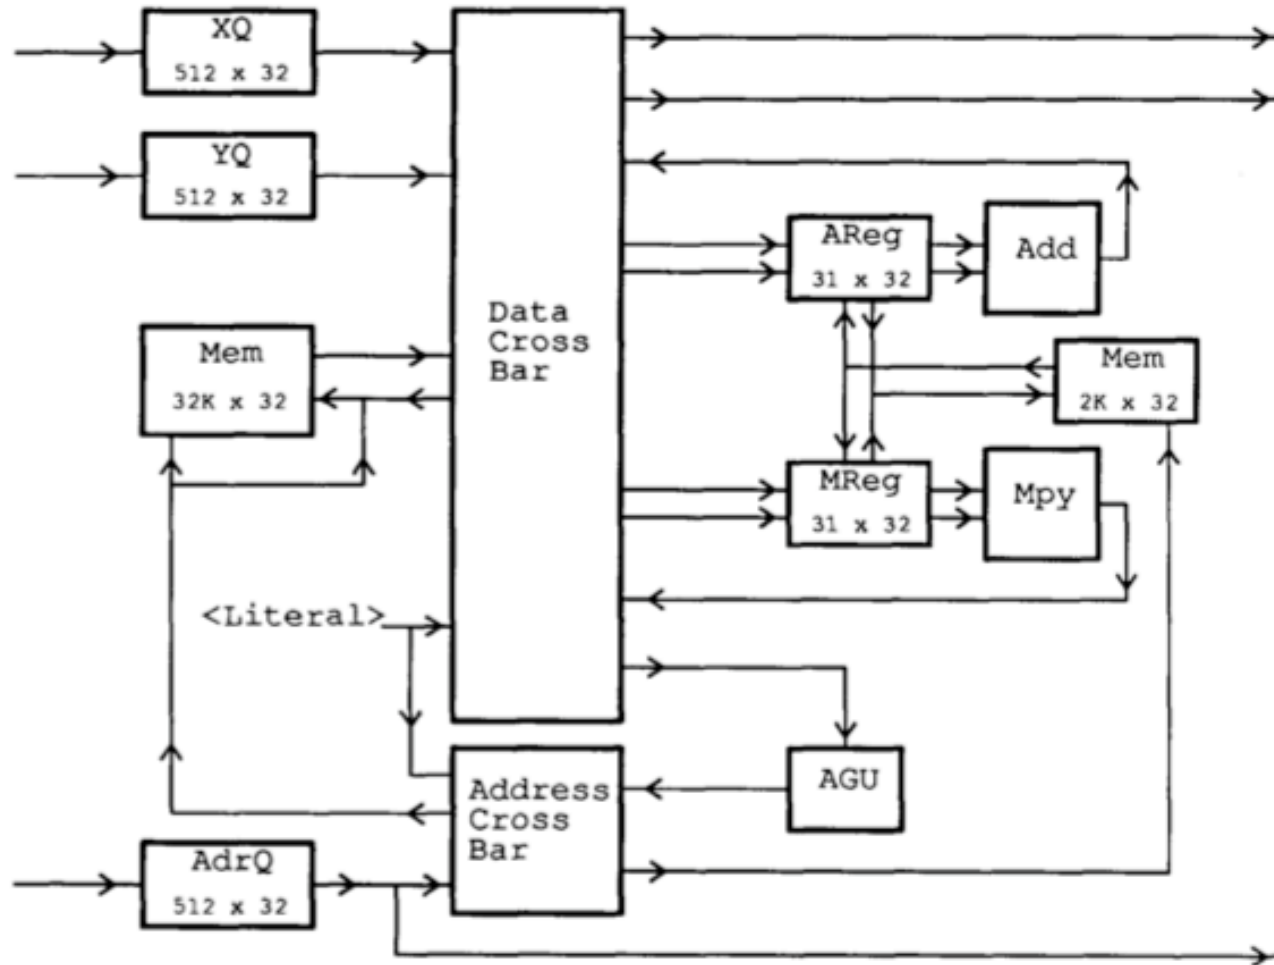 XQ
512 x 32
YQ
512 x 32
AReg
31 x 32
Add
Data
Cross
Bar
Mem
32K x 32
Mem
2K x 32
MReg
31 x 32
Mpy
<Literal>
AGU
Address
Cross
Bar
AdrQ
512 x 32